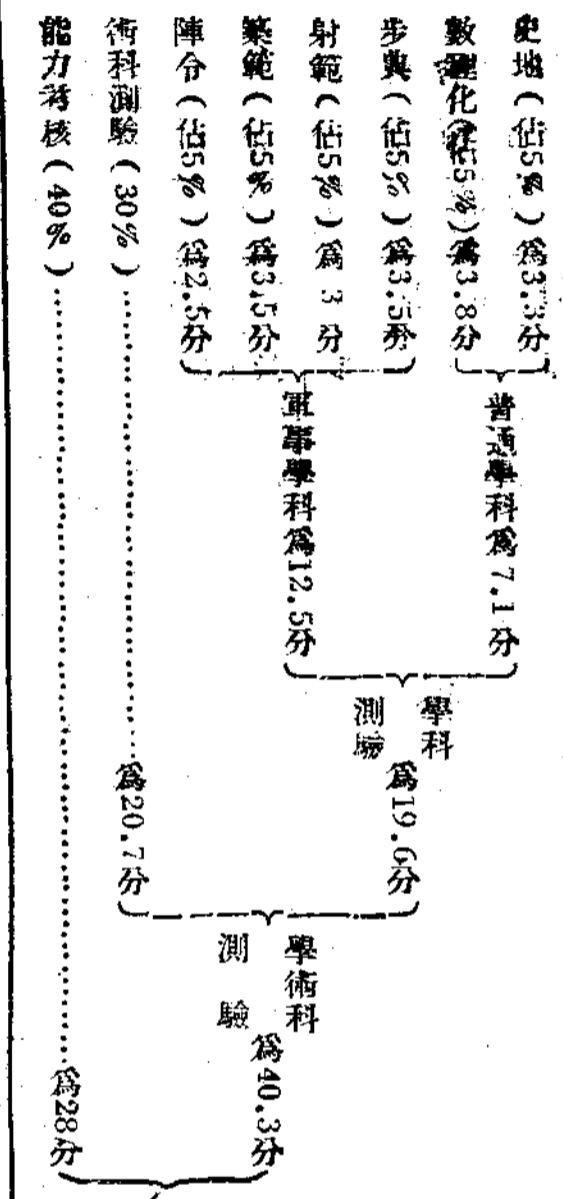 史地（佔5%）爲3.3分
數理化（佔5%）爲3.8分
步典（佔5%）爲3.5分
射範（佔5%）爲3分
築範（佔5%）爲3.5分
陣令（佔5%）爲2.5分
術科測驗（30%）……爲20.7分
能力考核（40%）……爲28分
普通學科爲7.1分
軍事學科爲12.5分
學科
測驗
爲19.6分
學術科
測驗
爲40.3分